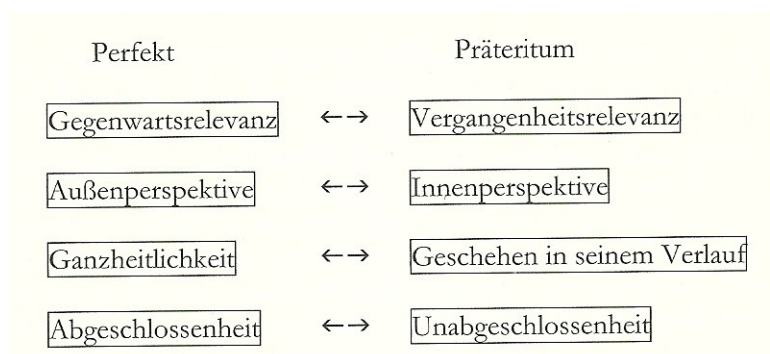 Perfekt Präteritum
Gegenwartsrelevanz ←→ Vergangenheitsrelevanz
Außenperspektive ←→ Innenperspektive
Ganzheitlichkeit ←→ Geschehen in seinem Verlauf
Abgeschlossenheit ←→ Unabgeschlossenheit